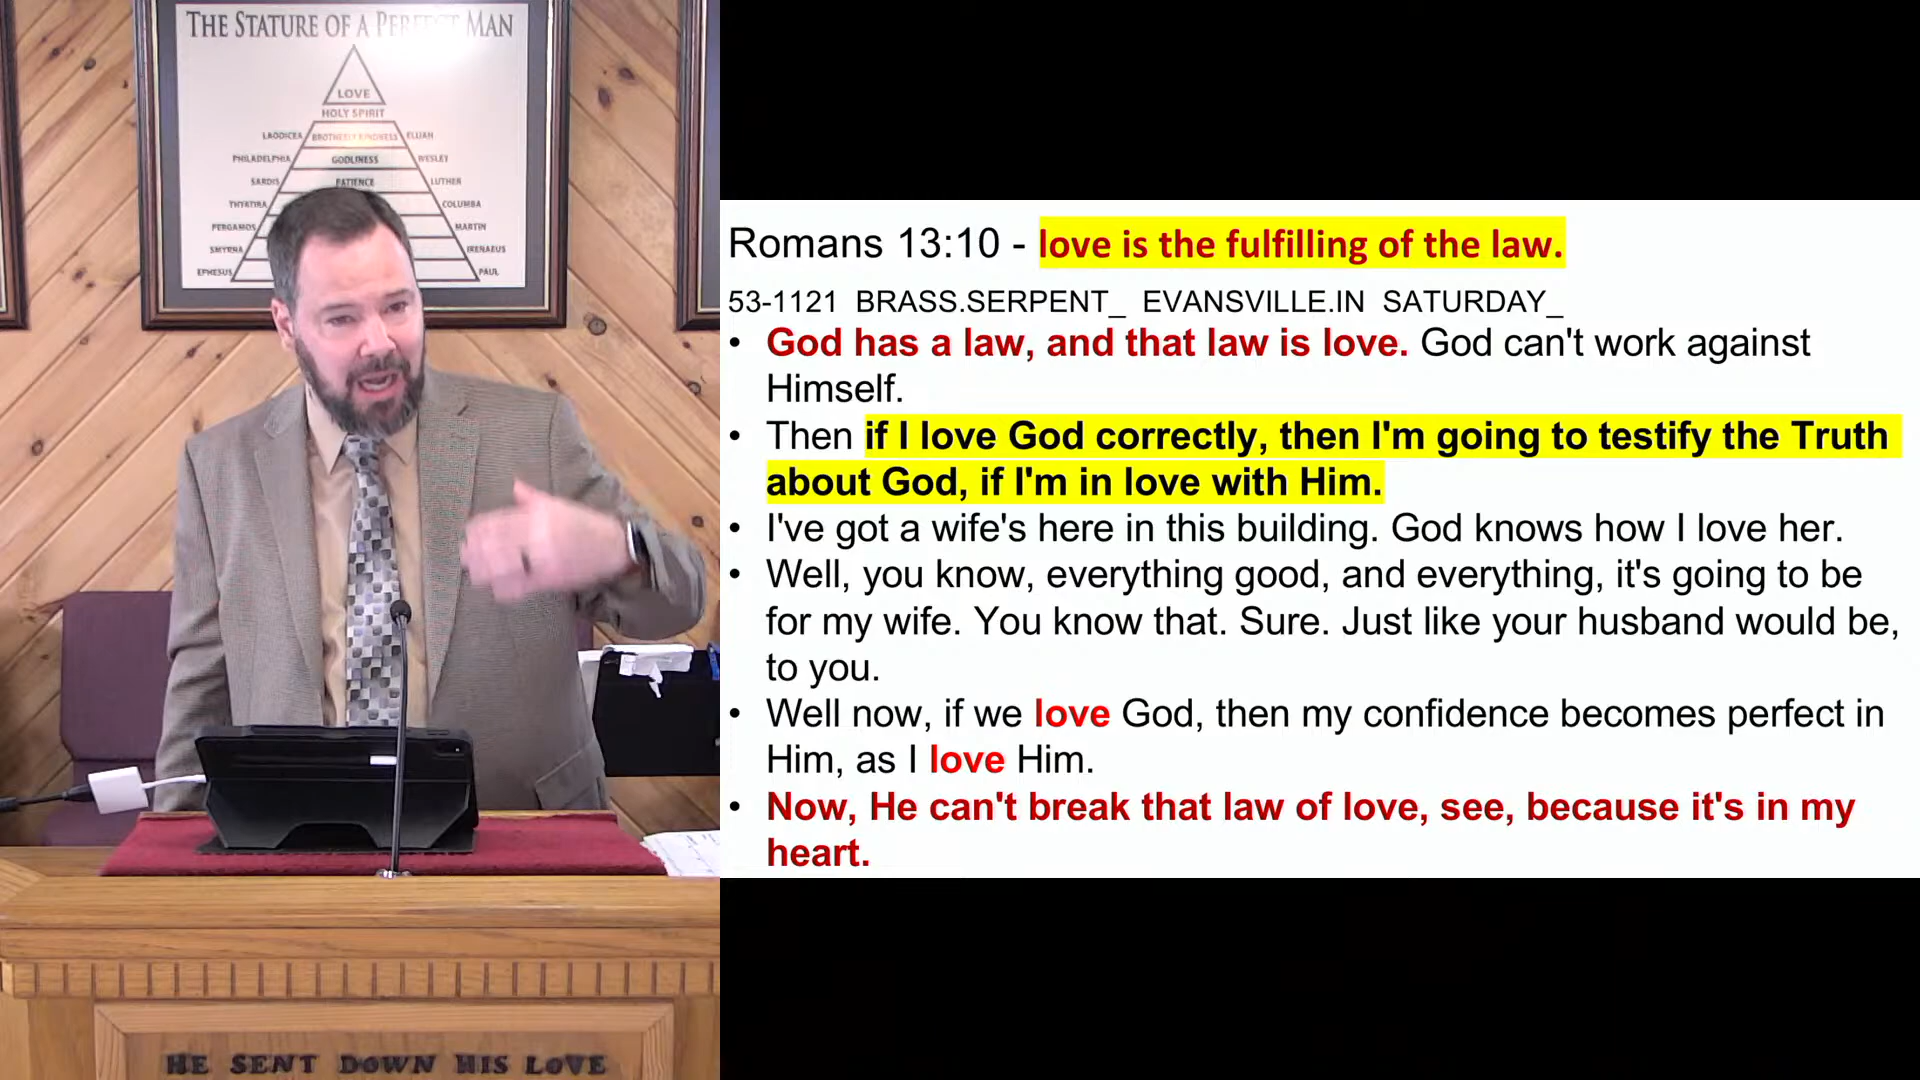 THE STATURE OF A PERFECT MAN
LOVE
HOLY SPIRIT
LAODICEA BROTHERLY KINDNESS ELIJAH
PHILADELPHIA GODLINESS WESLEY
SARDIS PATIENCE LUTHER
THYATIRA COLUMBA
PERGAMOS MARTIN
SMYRNA IRENAEUS
EPHESUS PAUL
HE SENT DOWN HIS LOVE
Romans 13:10 - love is the fulfilling of the law.
53-1121 BRASS.SERPENT_ EVANSVILLE.IN SATURDAY_
• God has a law, and that law is love. God can't work against
Himself.
• Then if I love God correctly, then I'm going to testify the Truth
about God, if I'm in love with Him.
• I've got a wife's here in this building. God knows how I love her.
• Well, you know, everything good, and everything, it's going to be
for my wife. You know that. Sure. Just like your husband would be,
to you.
• Well now, if we love God, then my confidence becomes perfect in
Him, as I love Him.
• Now, He can't break that law of love, see, because it's in my
heart.